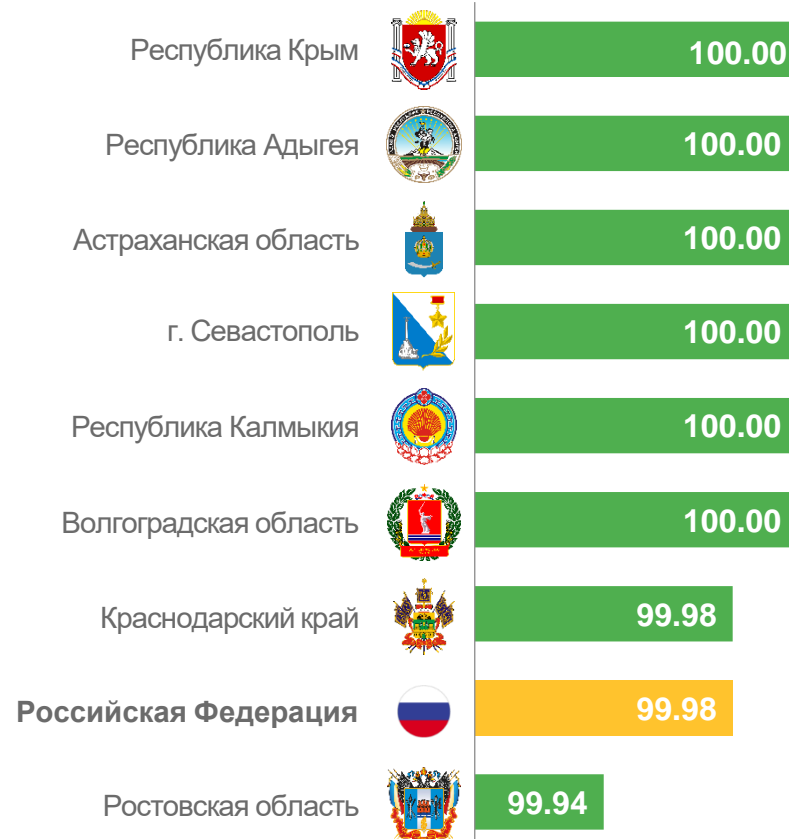 Республика Крым 100.00
Республика Адыгея 100.00
Астраханская область 100.00
г. Севастополь 100.00
Республика Калмыкия 100.00
Волгоградская область 100.00
Краснодарский край 99.98
Российская Федерация 99.98
Ростовская область 99.94